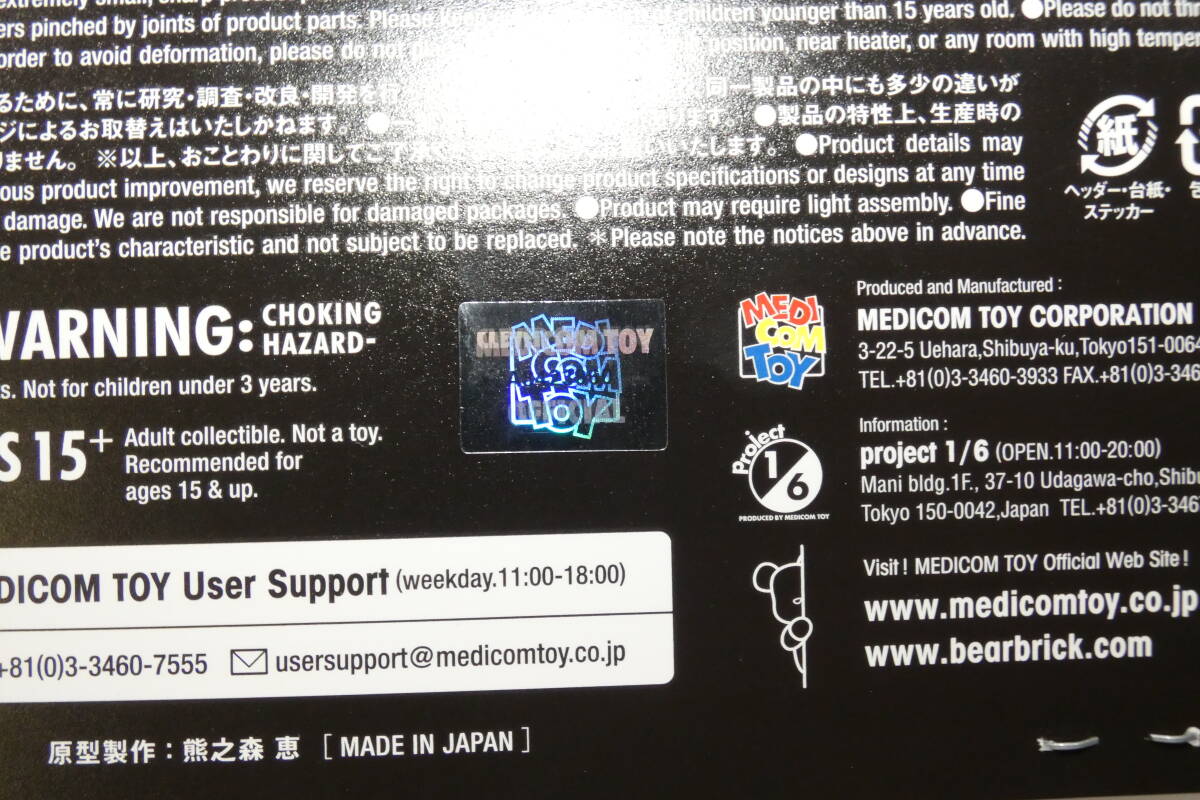 extremely small, sharp product
ers pinched by joints of product parts. Please keep children younger than 15 years old. ●Please do not
order to avoid deformation, please do not position, near heater, or any room with high
るために、常に研究・調査・改良・開発を 同一製品の中にも多少の違いが
ジによるお取替えはいたしかねます。 ● ●製品の特性上、生産時の
りません。 ※以上、おことわりに関してご了 いいたします。 ●Product details may
ous product improvement, we reserve the right to change product specifications or designs at any time
damage. We are not responsible for damaged packages. ●Product may require light assembly. ●Fine
e product's characteristic and not subject to be replaced. ＊Please note the notices above in advance.
紙
ヘッダー・台紙・
ステッカー
WARNING: CHOKING
HAZARD-
s. Not for children under 3 years.
S 15+ Adult collectible. Not a toy.
Recommended for
ages 15 & up.
MEDICOM TOY
MEDI
COM
TOY
MEDI
COM
TOY
Produced and Manufactured :
MEDICOM TOY CORPORATION
3-22-5 Uehara,Shibuya-ku,Tokyo151-0064
TEL.+81(0)3-3460-3933 FAX.+81(0)3-346
Project
1/6
PRODUCED BY MEDICOM TOY
Information :
project 1/6 (OPEN.11:00-20:00)
Mani bldg.1F., 37-10 Udagawa-cho,Shibu
Tokyo 150-0042,Japan TEL.+81(0)3-346
DICOM TOY User Support (weekday.11:00-18:00)
+81(0)3-3460-7555 usersupport@medicomtoy.co.jp
Visit ! MEDICOM TOY Official Web Site !
www.medicomtoy.co.jp
www.bearbrick.com
原型製作：熊之森 恵 [ MADE IN JAPAN ]